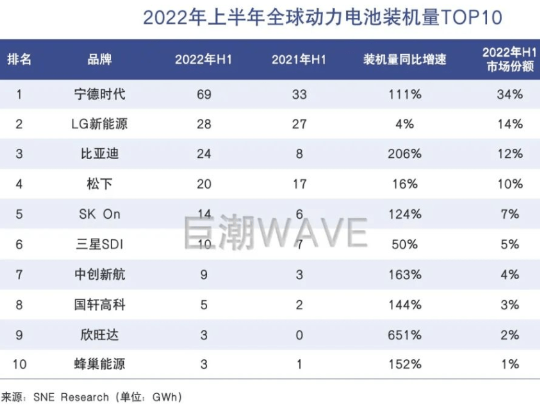 2022年上半年全球动力电池装机量TOP10
排名 品牌 2022年H1 2021年H1 装机量同比增速 2022年H1 市场份额
1 宁德时代 69 33 111% 34%
2 LG新能源 28 27 4% 14%
3 比亚迪 24 8 206% 12%
4 松下 20 17 16% 10%
5 SK On 14 6 124% 7%
6 三星SDI 10 7 50% 5%
7 中创新航 9 3 163% 4%
8 国轩高科 5 2 144% 3%
9 欣旺达 3 0 651% 2%
10 蜂巢能源 3 1 152% 1%
巨潮WAVE
来源：SNE Research（单位：GWh）